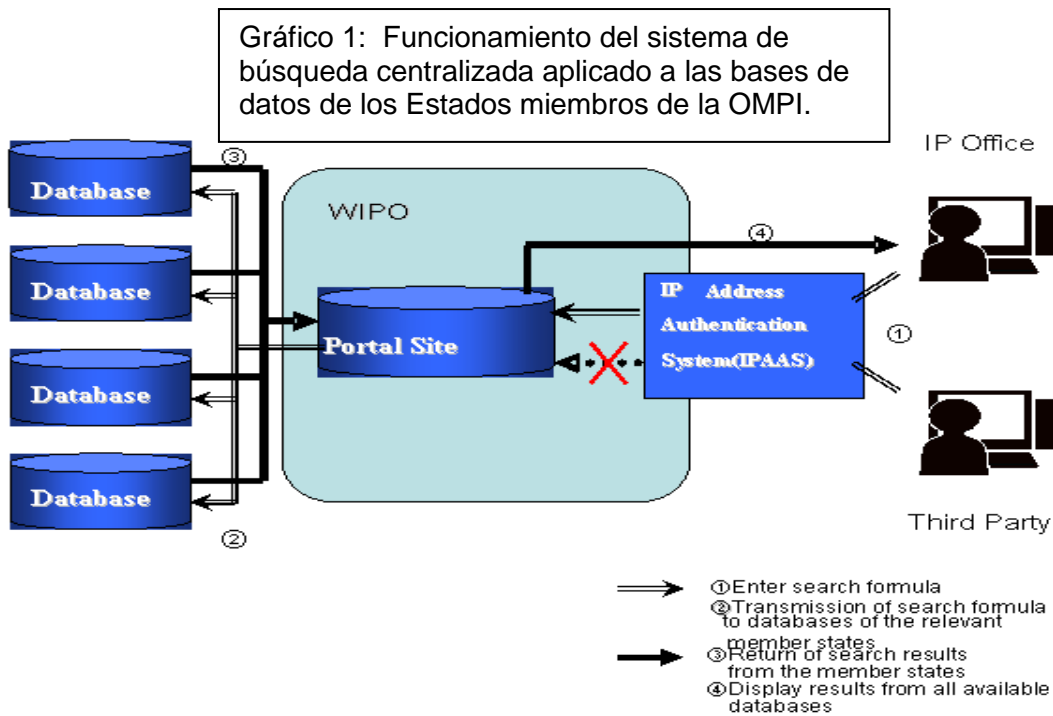 Gráfico 1:  Funcionamiento del sistema de
búsqueda centralizada aplicado a las bases de
datos de los Estados miembros de la OMPI.
IP Office
③
Database
WIPO
④
Database
IP Address
Authentication
System(IPAAS)
①
Portal Site
Database
Database
②
Third Party
①Enter search formula
②Transmission of search formula
to databases of the relevant
member states
③Return of search results
from the member states
④Display results from all available
databases